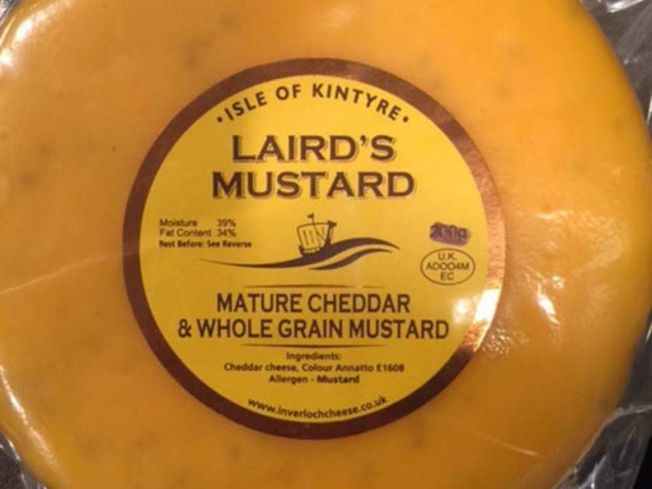 • ISLE OF KINTYRE •
LAIRD'S
MUSTARD
Moisture 39%
Fat Content 34%
Best Before: See Reverse
200g
U.K.
ADOO4M
EC
MATURE CHEDDAR
& WHOLE GRAIN MUSTARD
Ingredients:
Cheddar cheese, Colour Annatto E160B
Allergen - Mustard
www.inverlochcheese.co.uk